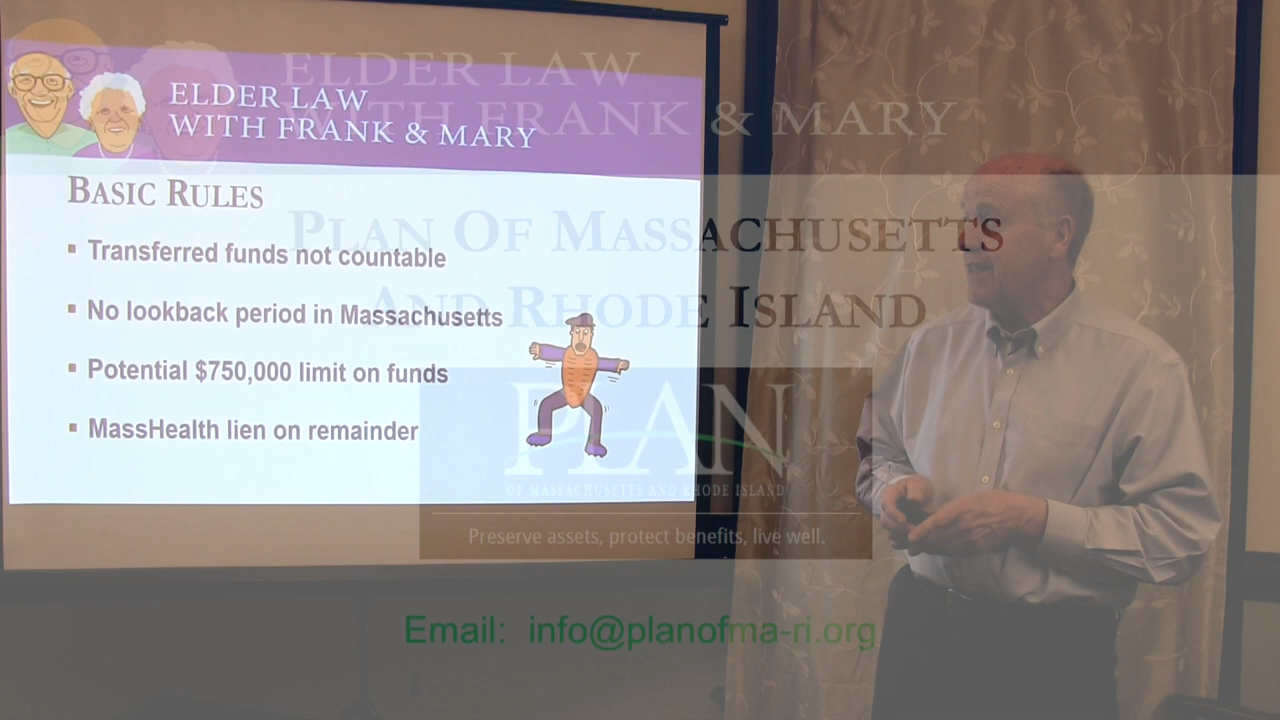 ELDER LAW
WITH FRANK & MARY
BASIC RULES
Transferred funds not countable
No lookback period in Massachusetts
Potential $750,000 limit on funds
MassHealth lien on remainder
ELDER LAW
WITH FRANK & MARY
PLAN OF MASSACHUSETTS
AND RHODE ISLAND
PLAN
OF MASSACHUSETTS AND RHODE ISLAND
Preserve assets, protect benefits, live well.
Email: info@planofma-ri.org